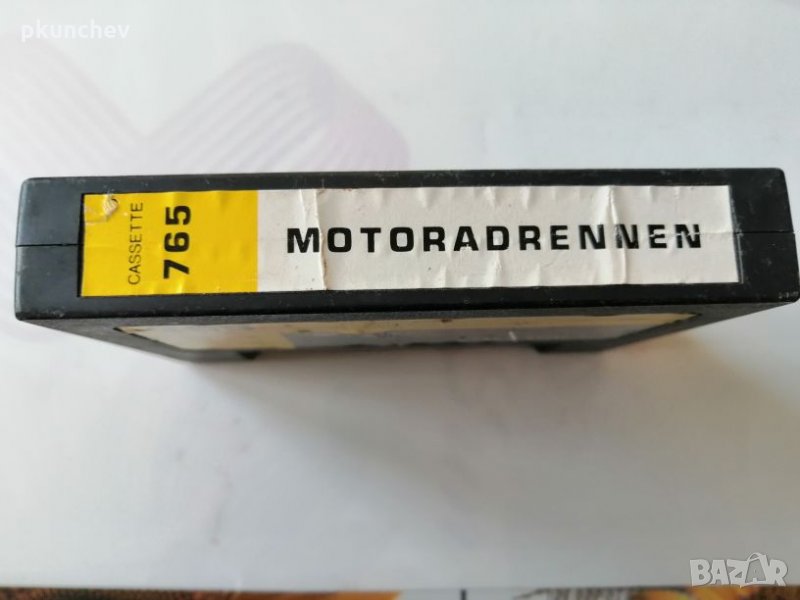 pkunchev
CASSETTE
765
MOTORADRENNEN
BAZAR